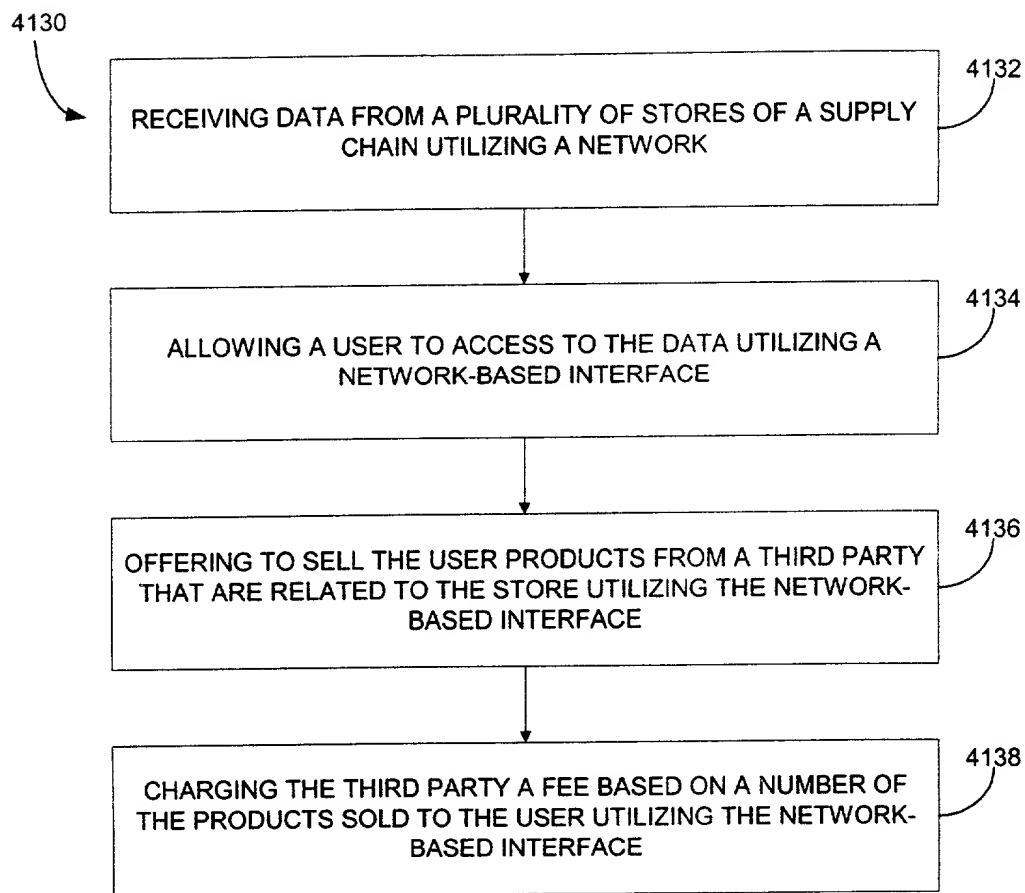 4130
4132
RECEIVING DATA FROM A PLURALITY OF STORES OF A SUPPLY
CHAIN UTILIZING A NETWORK
4134
ALLOWING A USER TO ACCESS TO THE DATA UTILIZING A
NETWORK-BASED INTERFACE
4136
OFFERING TO SELL THE USER PRODUCTS FROM A THIRD PARTY
THAT ARE RELATED TO THE STORE UTILIZING THE NETWORK-
BASED INTERFACE
4138
CHARGING THE THIRD PARTY A FEE BASED ON A NUMBER OF
THE PRODUCTS SOLD TO THE USER UTILIZING THE NETWORK-
BASED INTERFACE